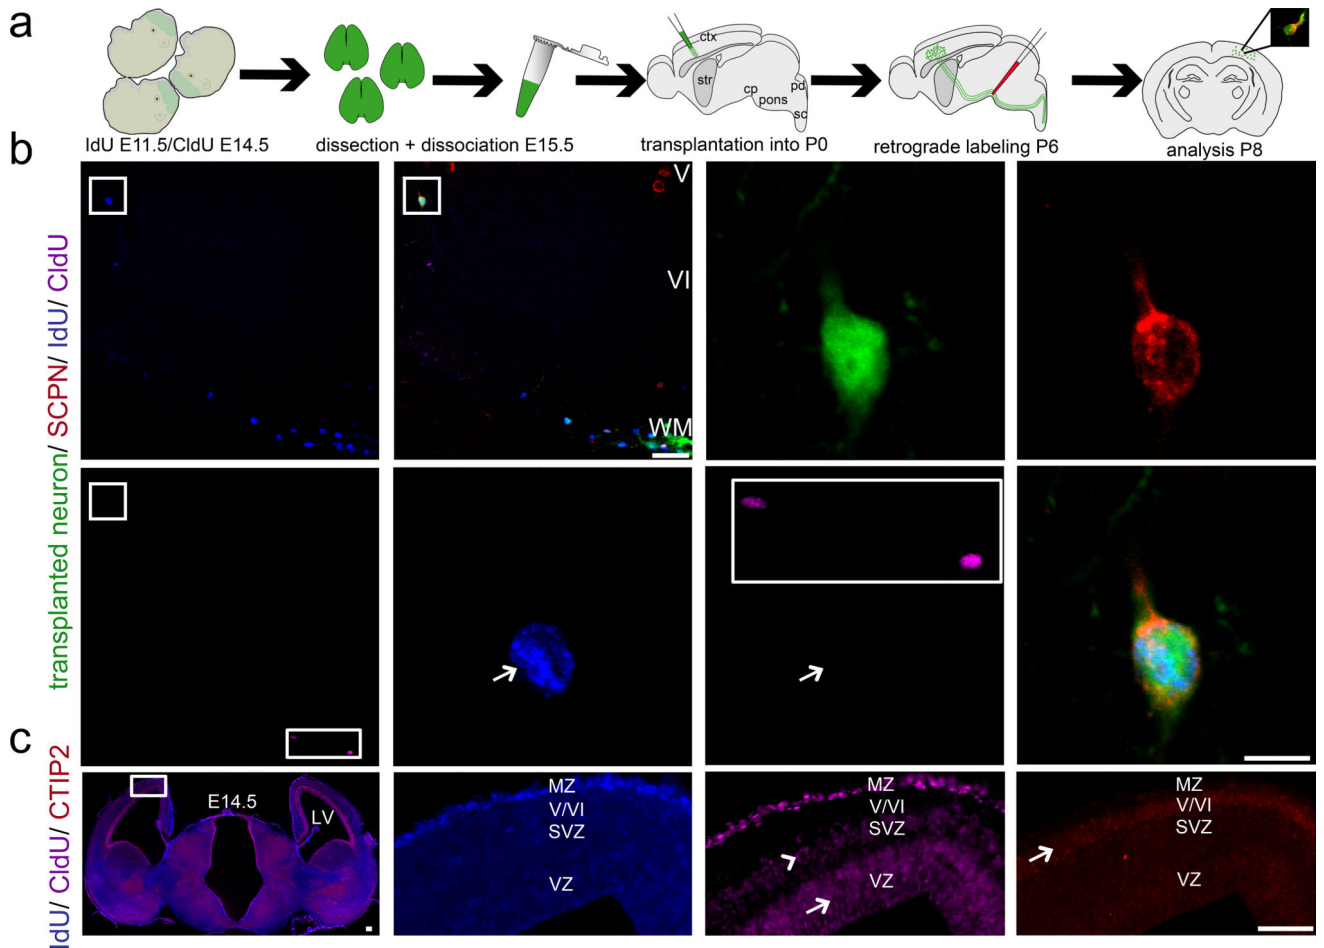 a
ctx
str
cp
pons
pd
sc
IdU E11.5/CldU E14.5
dissection + dissociation E15.5
transplantation into P0
retrograde labeling P6
analysis P8
b
transplanted neuron/ SCPN/ IdU/ CldU
V
VI
WM
c
IdU/ CldU/ CTIP2
E14.5
LV
MZ
V/VI
SVZ
VZ
MZ
V/VI
SVZ
VZ
MZ
V/VI
SVZ
VZ